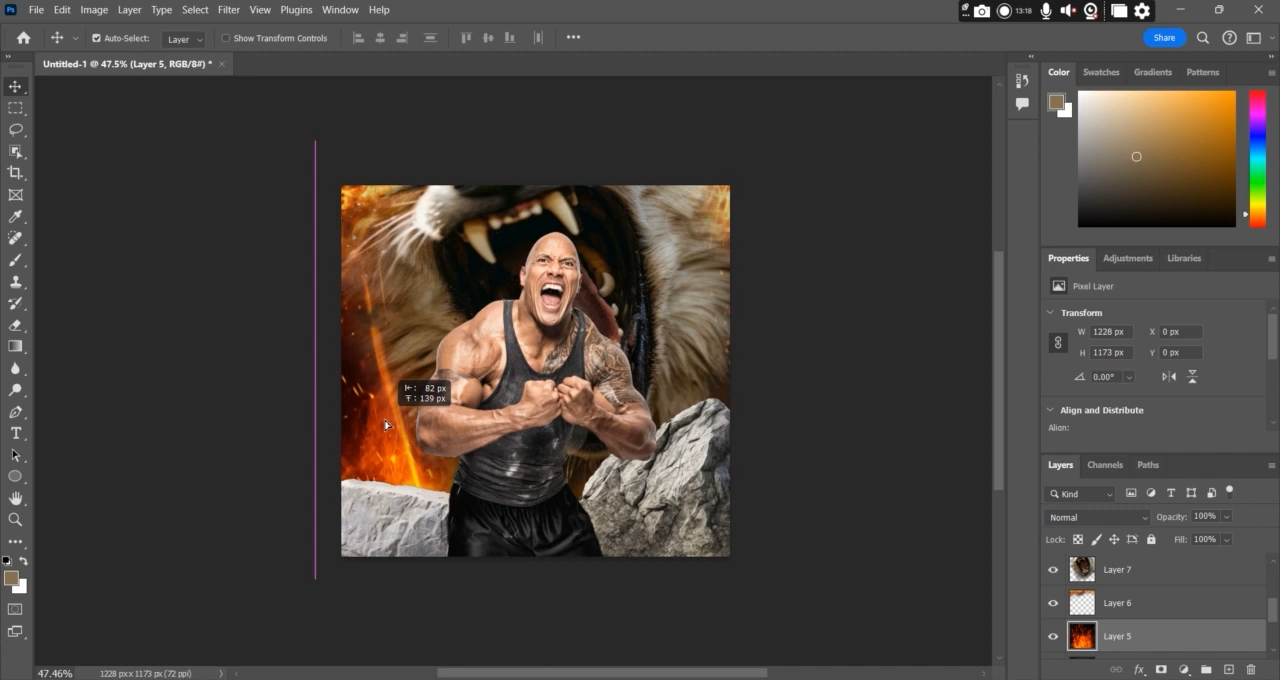 Ps File Edit Image Layer Type Select Filter View Plugins Window Help
13:18
Auto-Select: Layer Show Transform Controls
Share
Untitled-1 @ 47.5% (Layer 5, RGB/8#) *
Color Swatches Gradients Patterns
Properties Adjustments Libraries
Pixel Layer
Transform
W 1228 px X 0 px
H 1173 px Y 0 px
0.00°
: 82 px
: 139 px
Align and Distribute
Align:
Layers Channels Paths
Kind
Normal Opacity: 100%
Lock: Fill: 100%
Layer 7
Layer 6
Layer 5
fx
47.46% 1228 px x 1173 px (72 ppi)